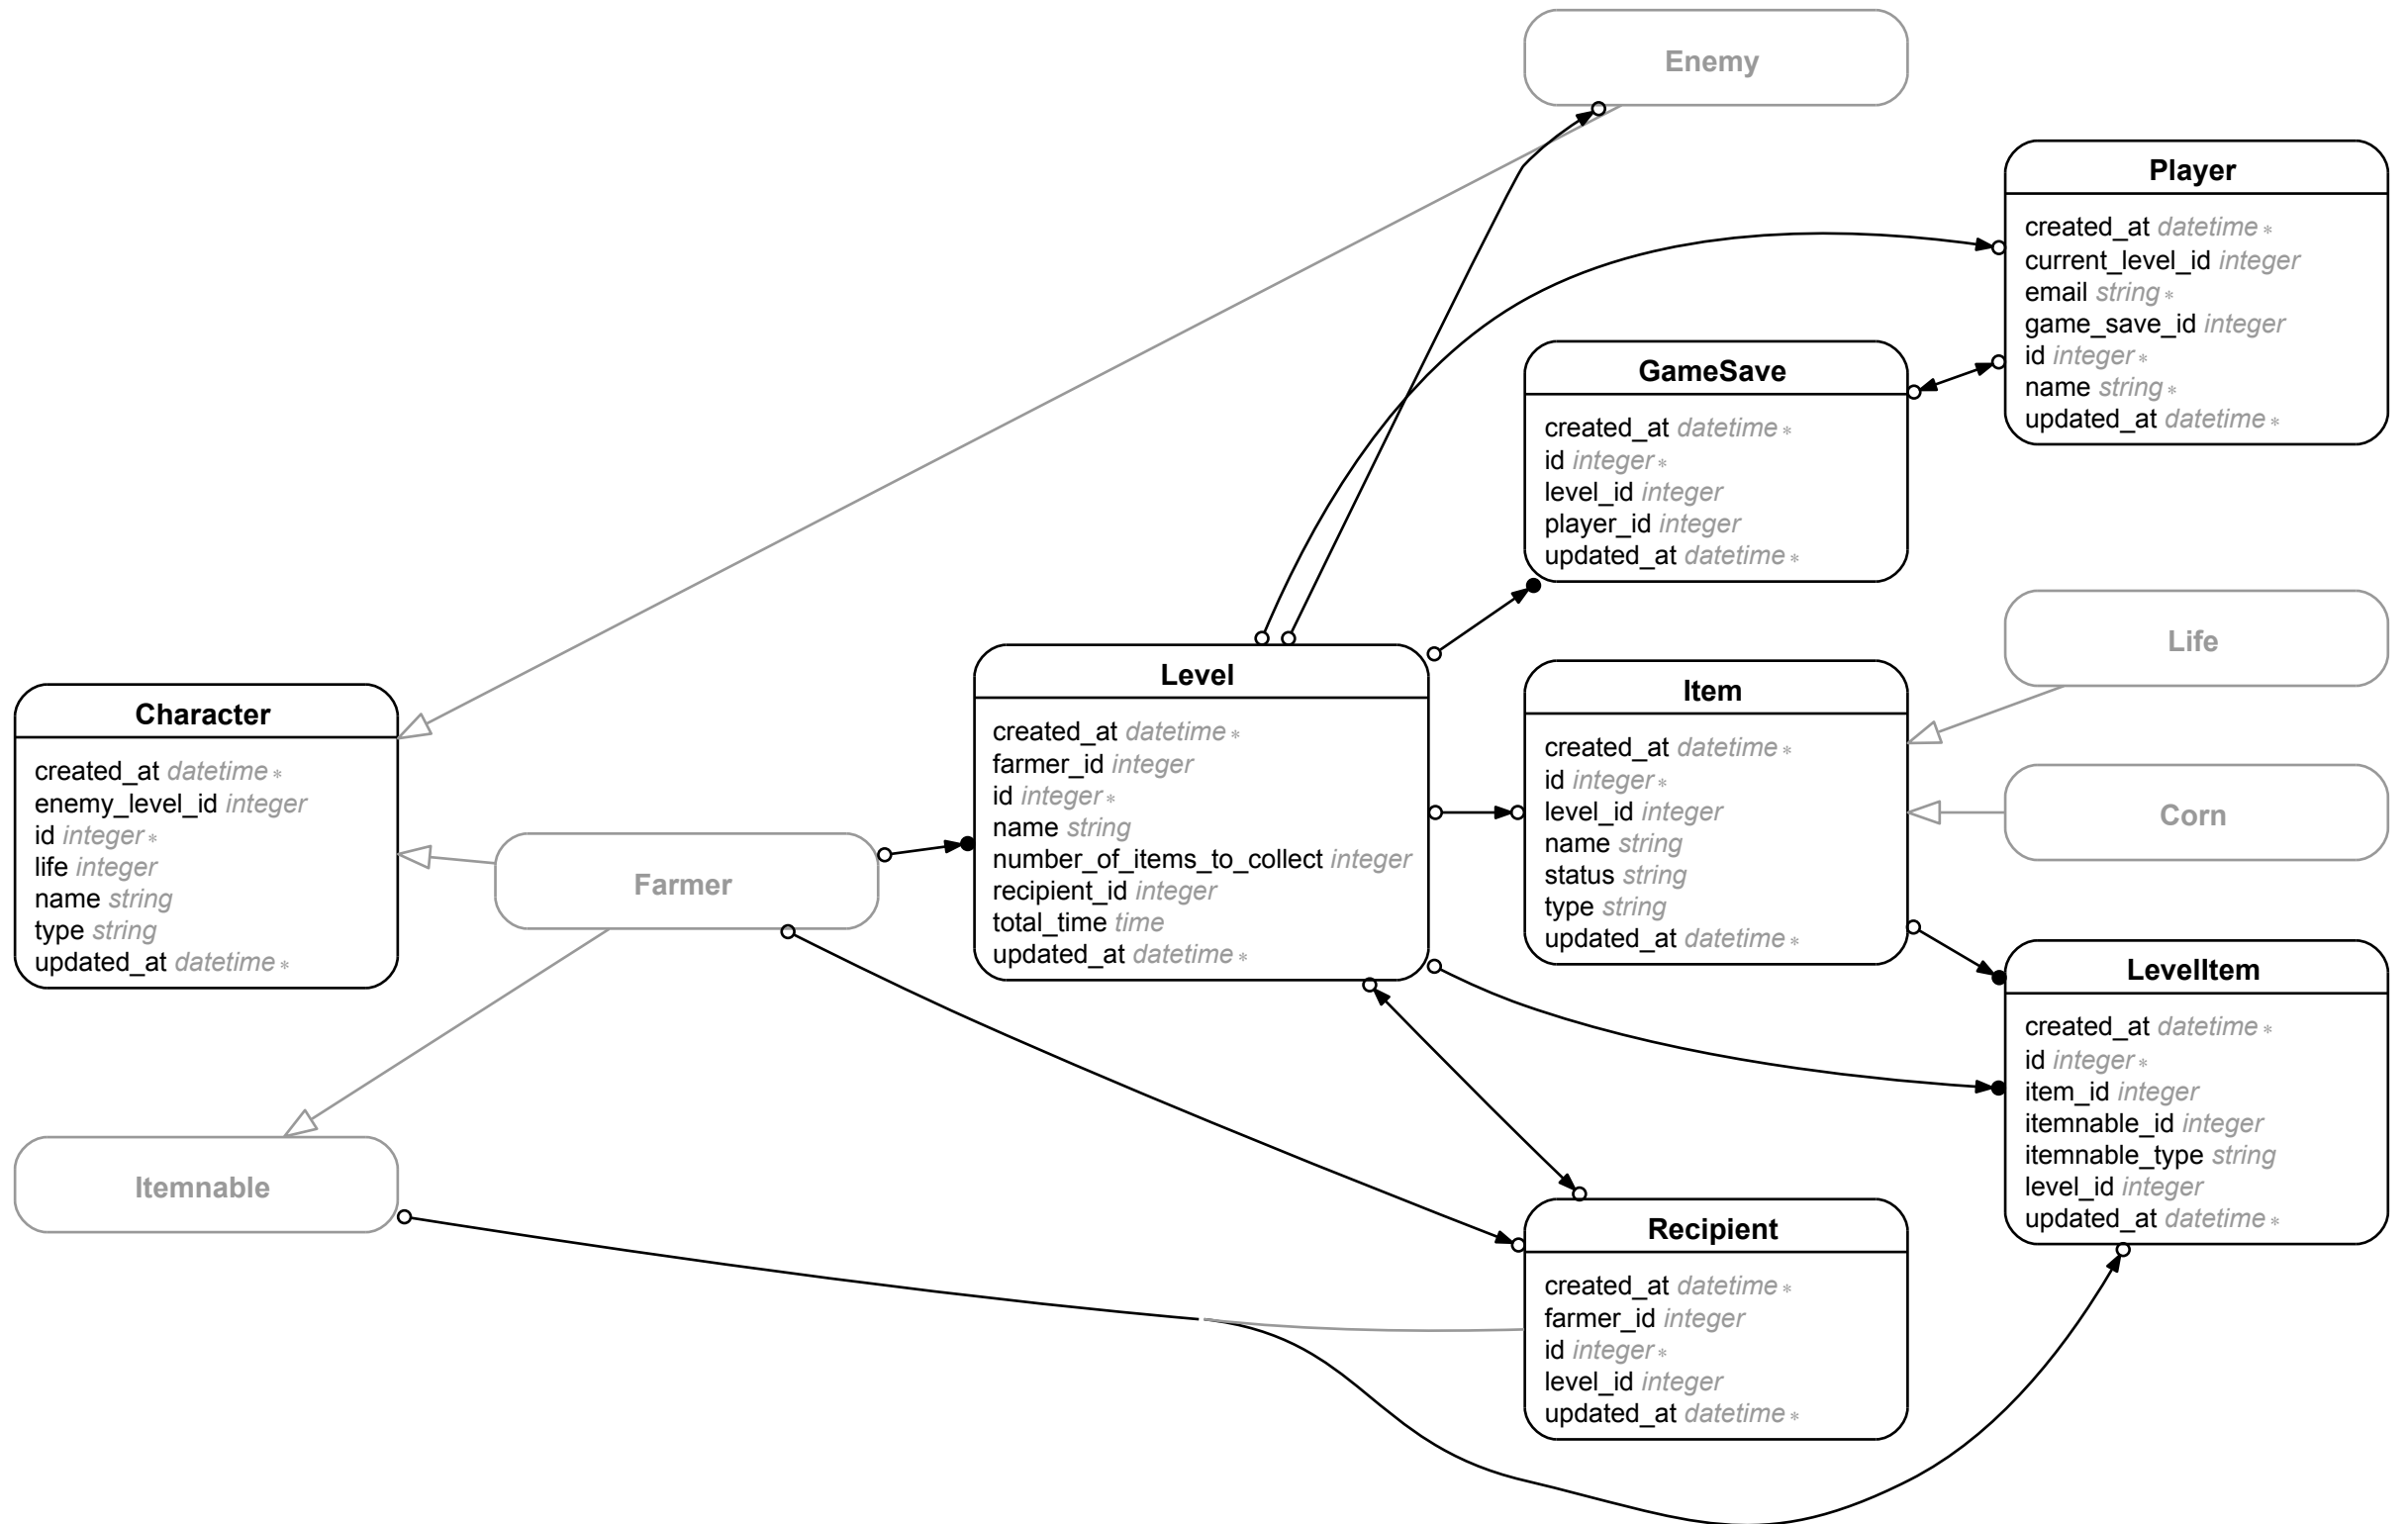 Enemy
Player
created_at datetime *
current_level_id integer
email string *
game_save_id integer
id integer *
name string *
updated_at datetime *
GameSave
created_at datetime *
id integer *
level_id integer
player_id integer
updated_at datetime *
Life
Level
created_at datetime *
farmer_id integer
id integer *
name string
number_of_items_to_collect integer
recipient_id integer
total_time time
updated_at datetime *
Item
created_at datetime *
id integer *
level_id integer
name string
status string
type string
updated_at datetime *
Character
created_at datetime *
enemy_level_id integer
id integer *
life integer
name string
type string
updated_at datetime *
Corn
Farmer
LevelItem
created_at datetime *
id integer *
item_id integer
itemnable_id integer
itemnable_type string
level_id integer
updated_at datetime *
Itemnable
Recipient
created_at datetime *
farmer_id integer
id integer *
level_id integer
updated_at datetime *